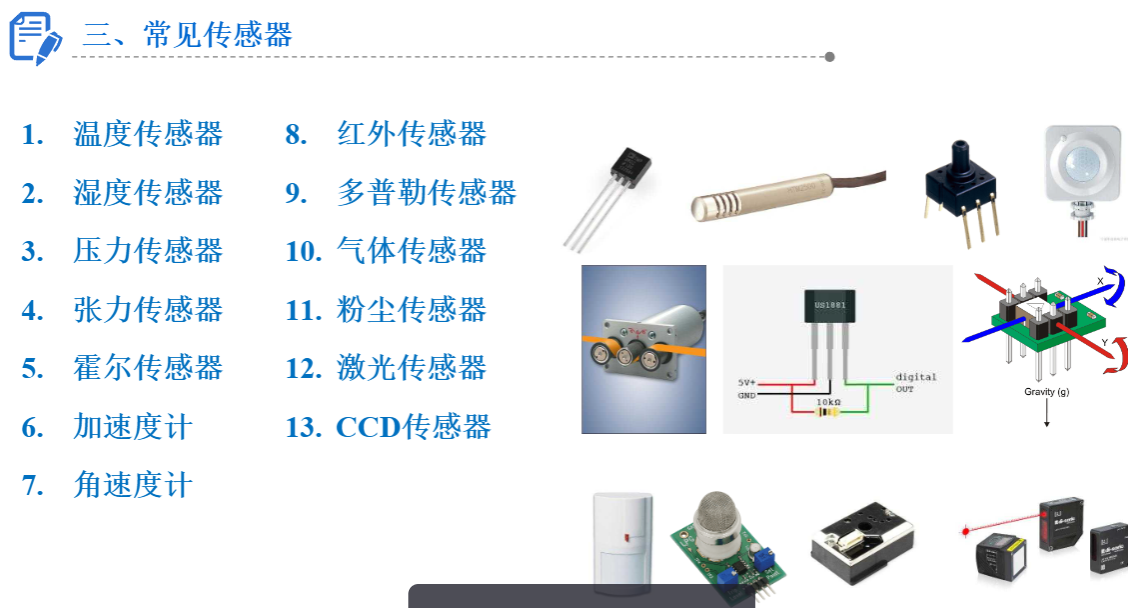 三、常见传感器
1. 温度传感器
2. 湿度传感器
3. 压力传感器
4. 张力传感器
5. 霍尔传感器
6. 加速度计
7. 角速度计
8. 红外传感器
9. 多普勒传感器
10. 气体传感器
11. 粉尘传感器
12. 激光传感器
13. CCD传感器
US1881
5V+
GND
10kΩ
digital
OUT
X
Y
Gravity (g)